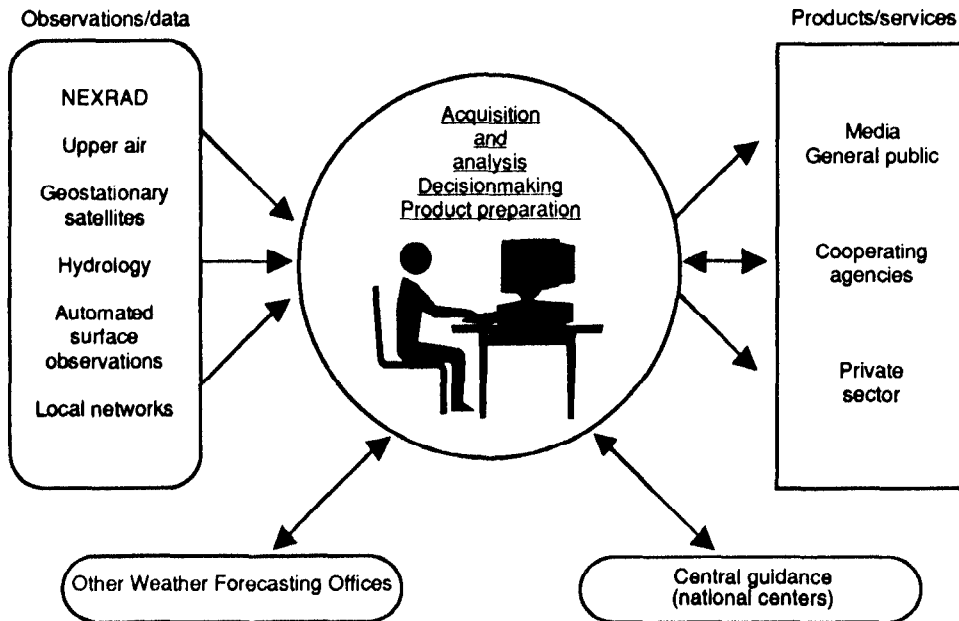 Observations/data
NEXRAD
Upper air
Geostationary
satellites
Hydrology
Automated
surface
observations
Local networks
Acquisition
and
analysis
Decisionmaking
Product preparation
Products/services
Media
General public
Cooperating
agencies
Private
sector
Other Weather Forecasting Offices
Central guidance
(national centers)